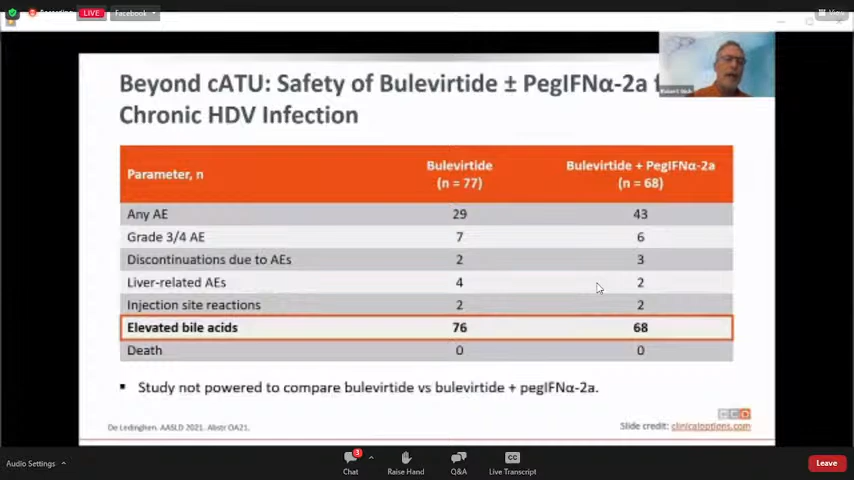 LIVE
Facebook
View
Beyond cATU: Safety of Bulevirtide ± PegIFNα-2a
Chronic HDV Infection
Parameter, n
Bulevirtide
(n = 77)
Bulevirtide + PegIFNα-2a
(n = 68)
Any AE 29 43
Grade 3/4 AE 7 6
Discontinuations due to AEs 2 3
Liver-related AEs 4 2
Injection site reactions 2 2
Elevated bile acids 76 68
Death 0 0
▪ Study not powered to compare bulevirtide vs bulevirtide + pegIFNα-2a.
CCO
De Ledinghen. AASLD 2021. Abstr OA21.
Slide credit: clinicaloptions.com
Audio Settings
3
Chat
Raise Hand
Q&A
CC
Live Transcript
Leave